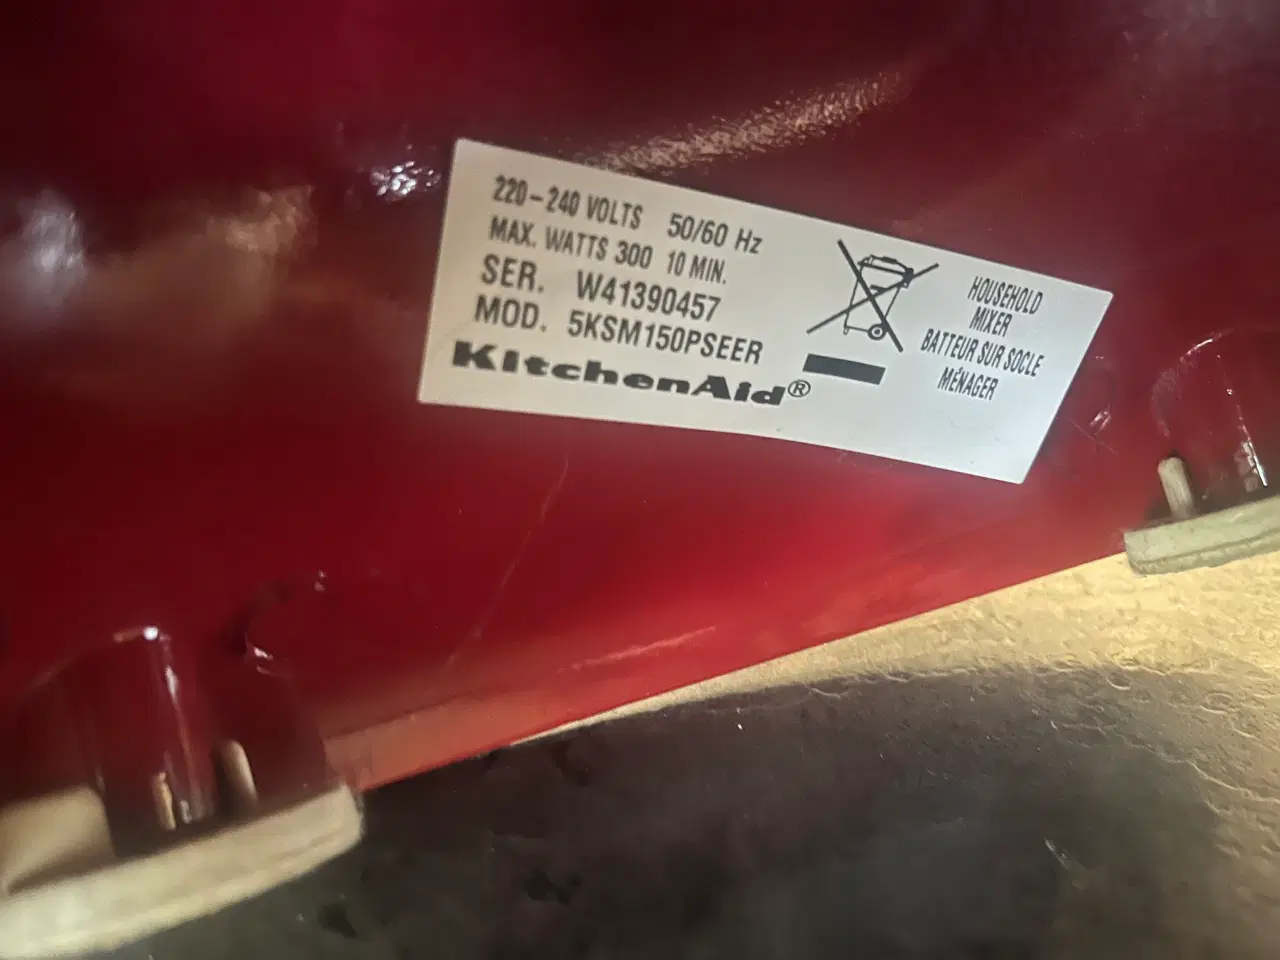 220-240 VOLTS 50/60 Hz
MAX. WATTS 300 10 MIN.
SER. W41390457
MOD. 5KSM150PSEER
KitchenAid®
HOUSEHOLD
MIXER
BATTEUR SUR SOCLE
MÉNAGER